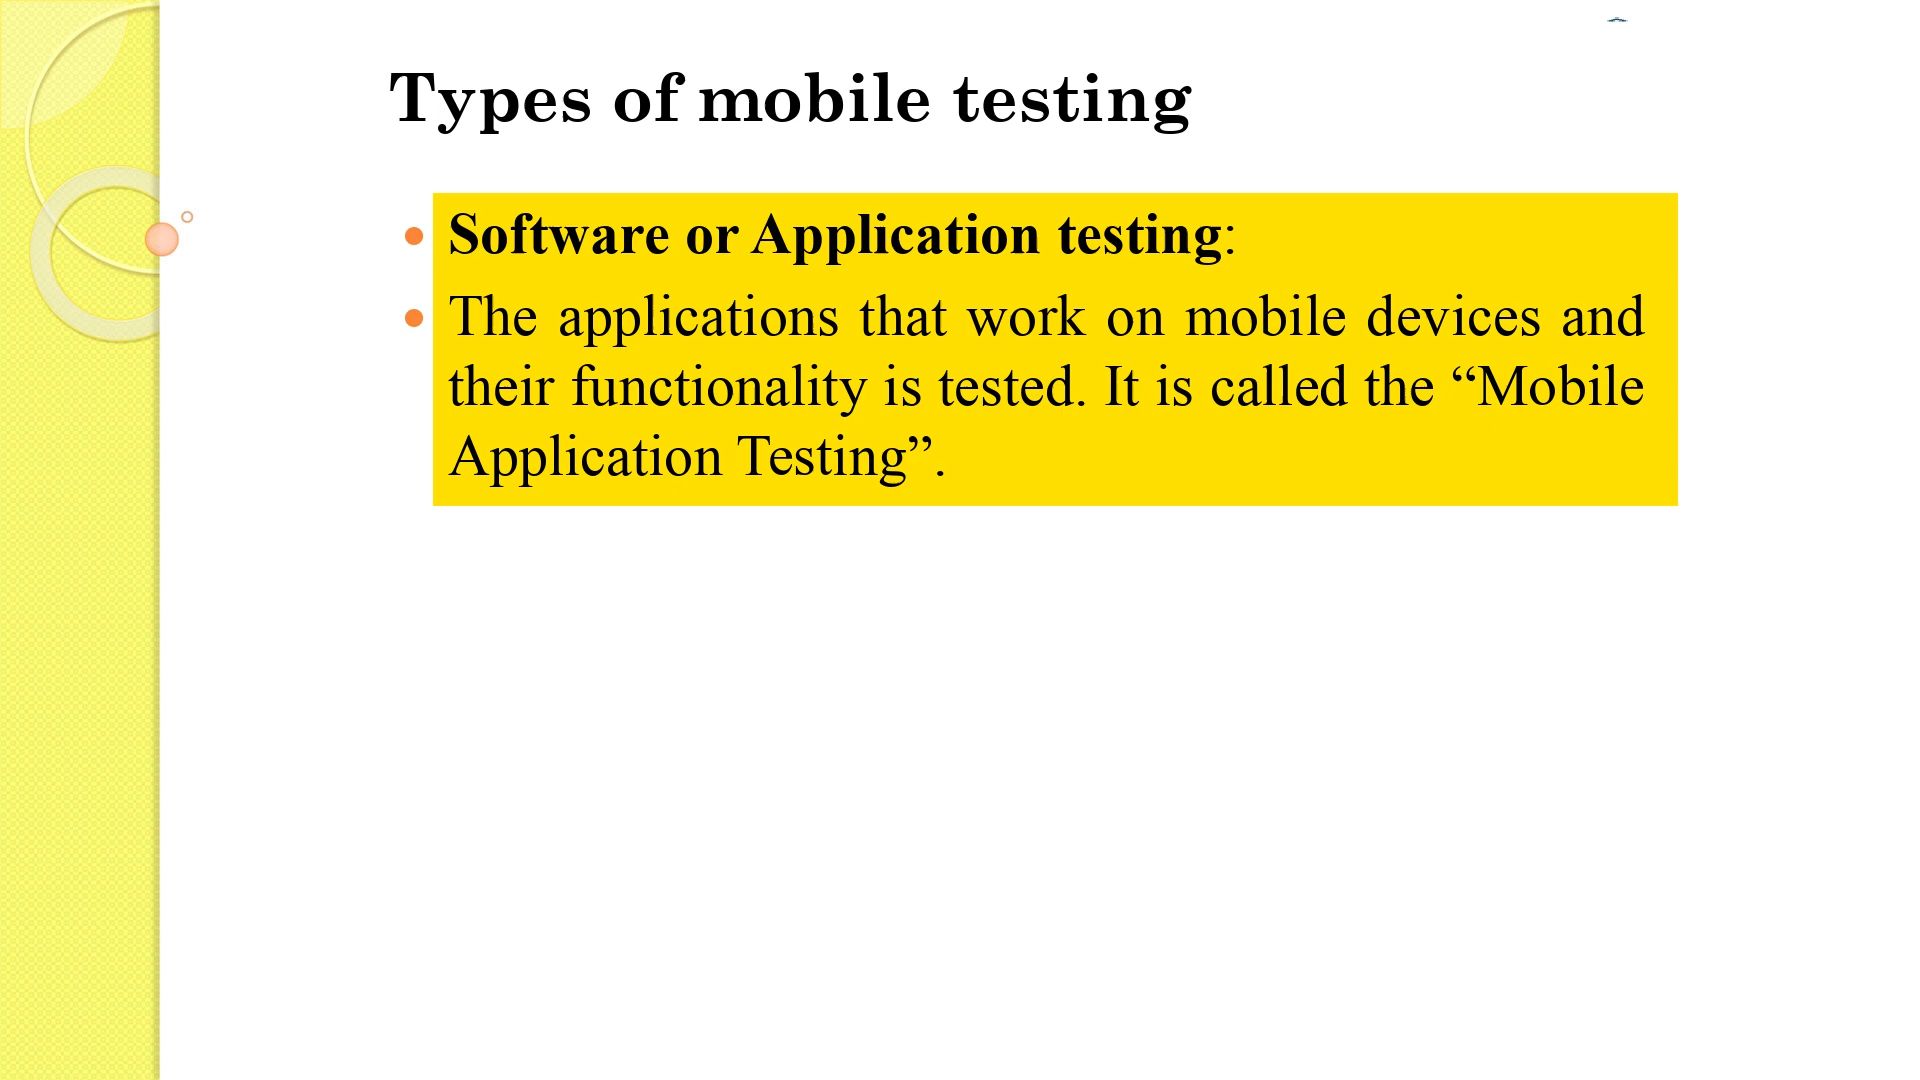 Types of mobile testing
• Software or Application testing:
• The applications that work on mobile devices and
their functionality is tested. It is called the “Mobile
Application Testing”.